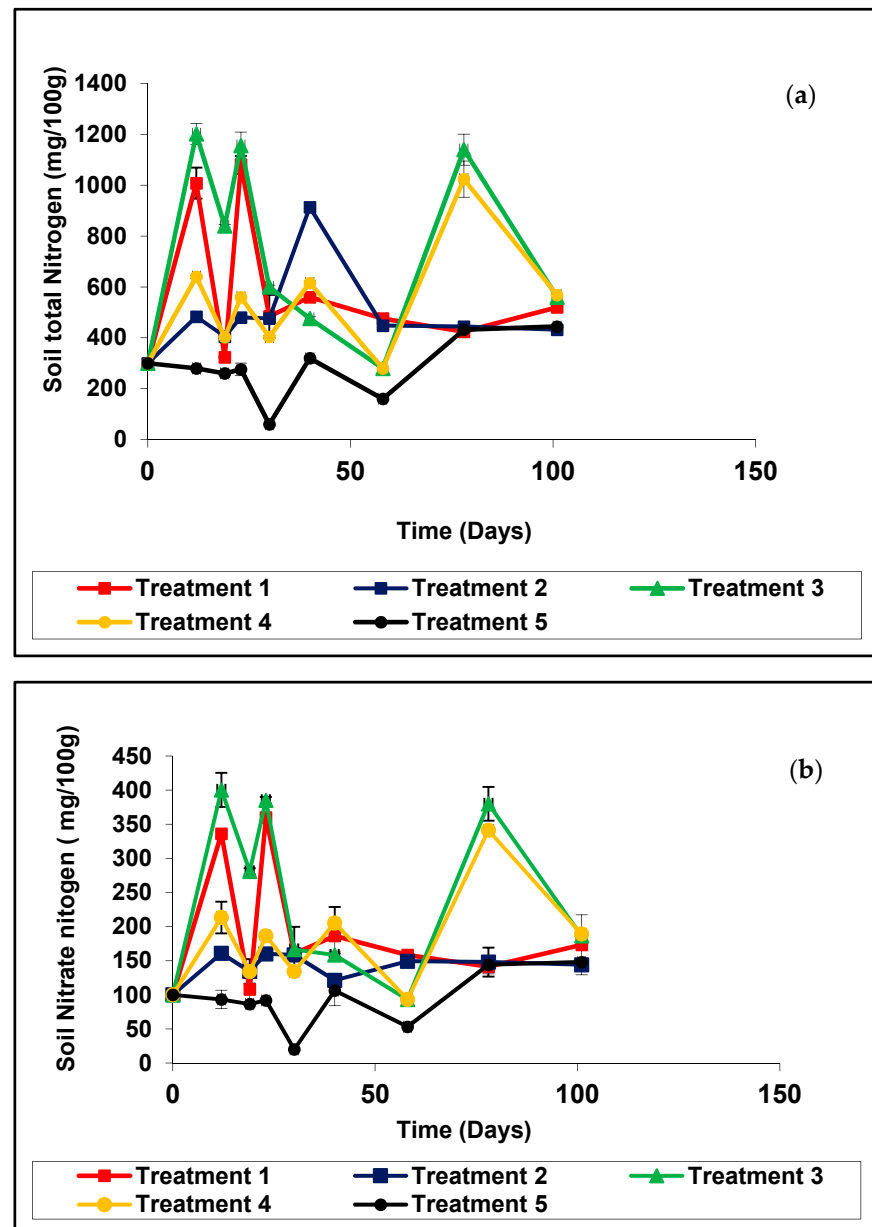 (a)
Soil total Nitrogen (mg/100g)
1400
1200
1000
800
600
400
200
0
0 50 100 150
Time (Days)
Treatment 1 Treatment 2 Treatment 3
Treatment 4 Treatment 5
(b)
Soil Nitrate nitogen ( mg/100g)
450
400
350
300
250
200
150
100
50
0
0 50 100 150
Time (Days)
Treatment 1 Treatment 2 Treatment 3
Treatment 4 Treatment 5